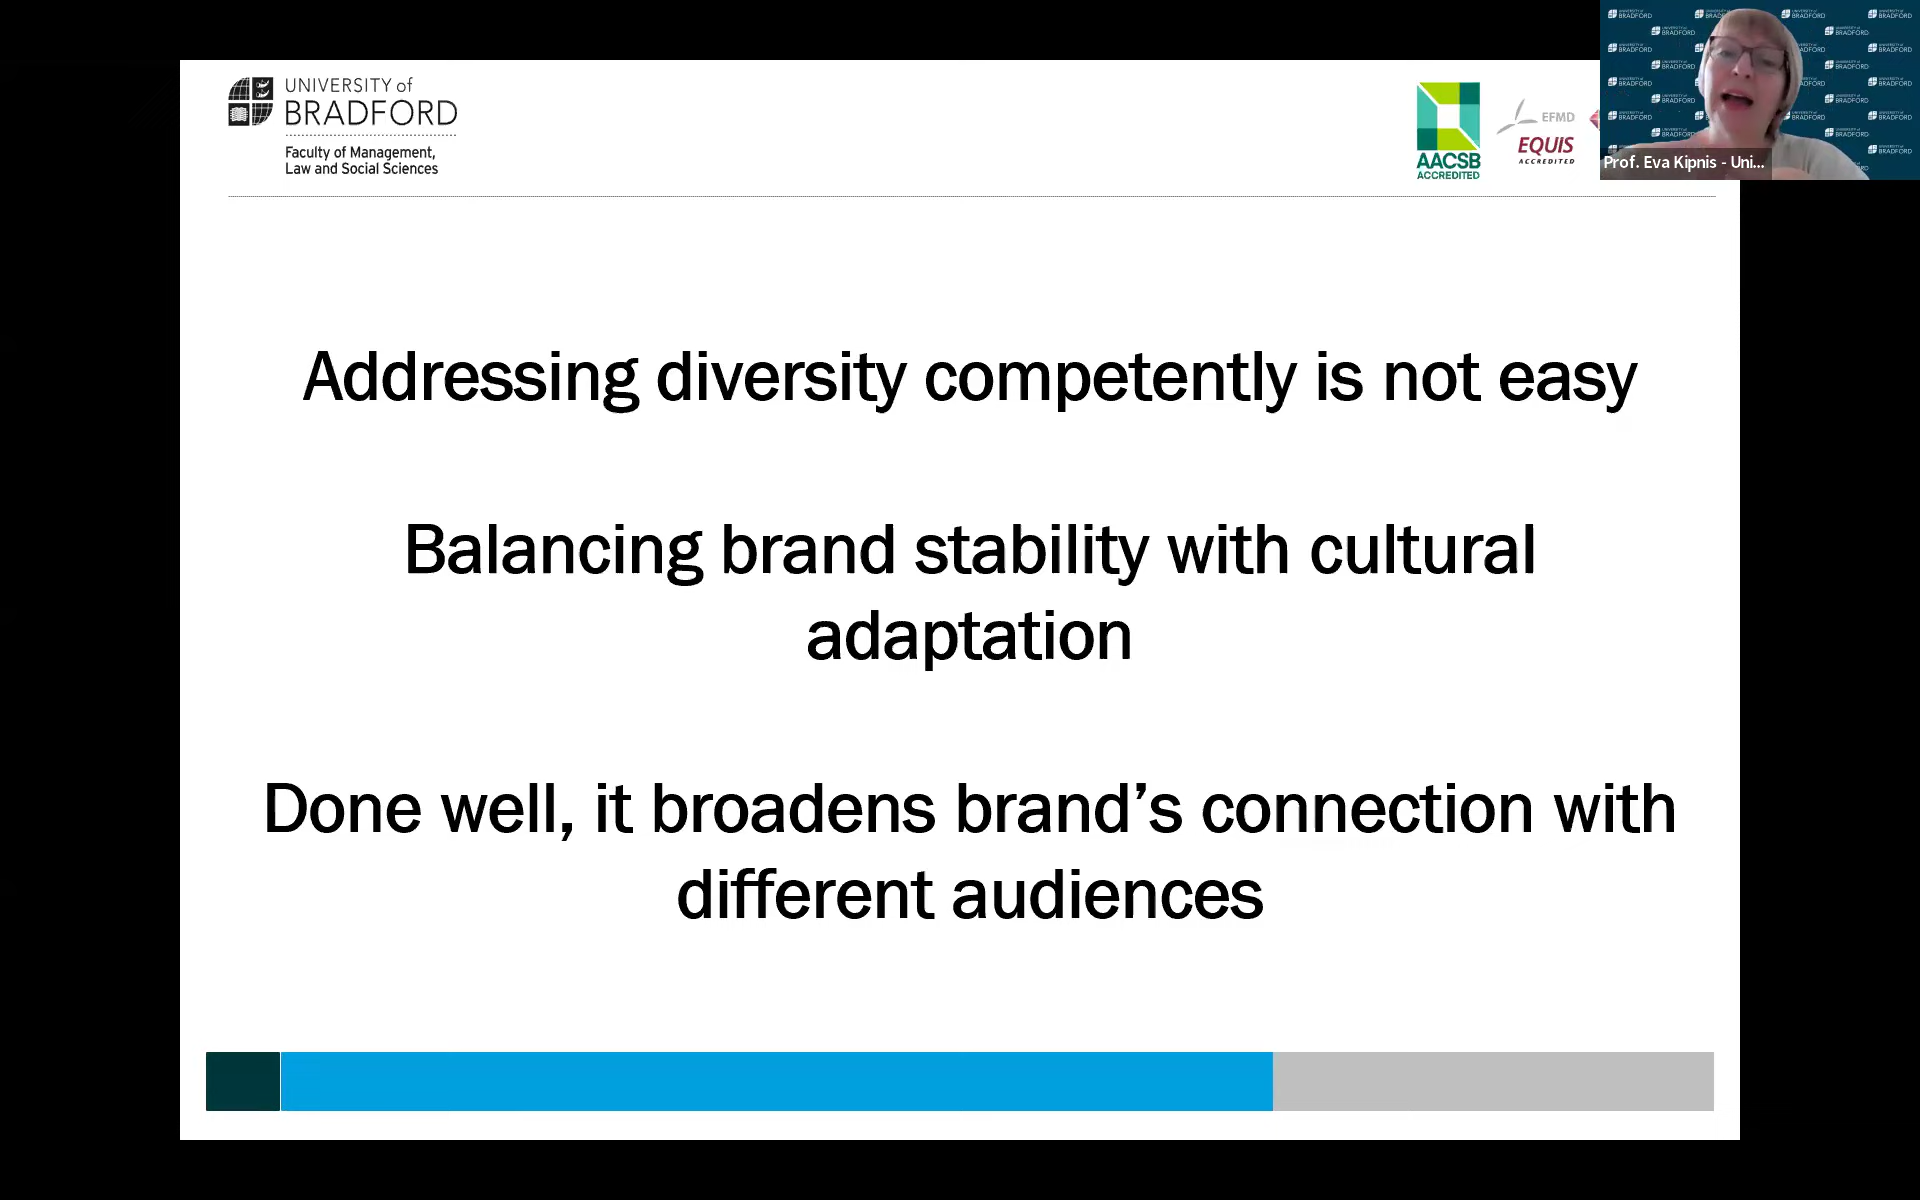 UNIVERSITY of
BRADFORD
Faculty of Management,
Law and Social Sciences
AACSB
ACCREDITED
EFMD
EQUIS
ACCREDITED
Prof. Eva Kipnis - Uni...
Addressing diversity competently is not easy
Balancing brand stability with cultural
adaptation
Done well, it broadens brand’s connection with
different audiences